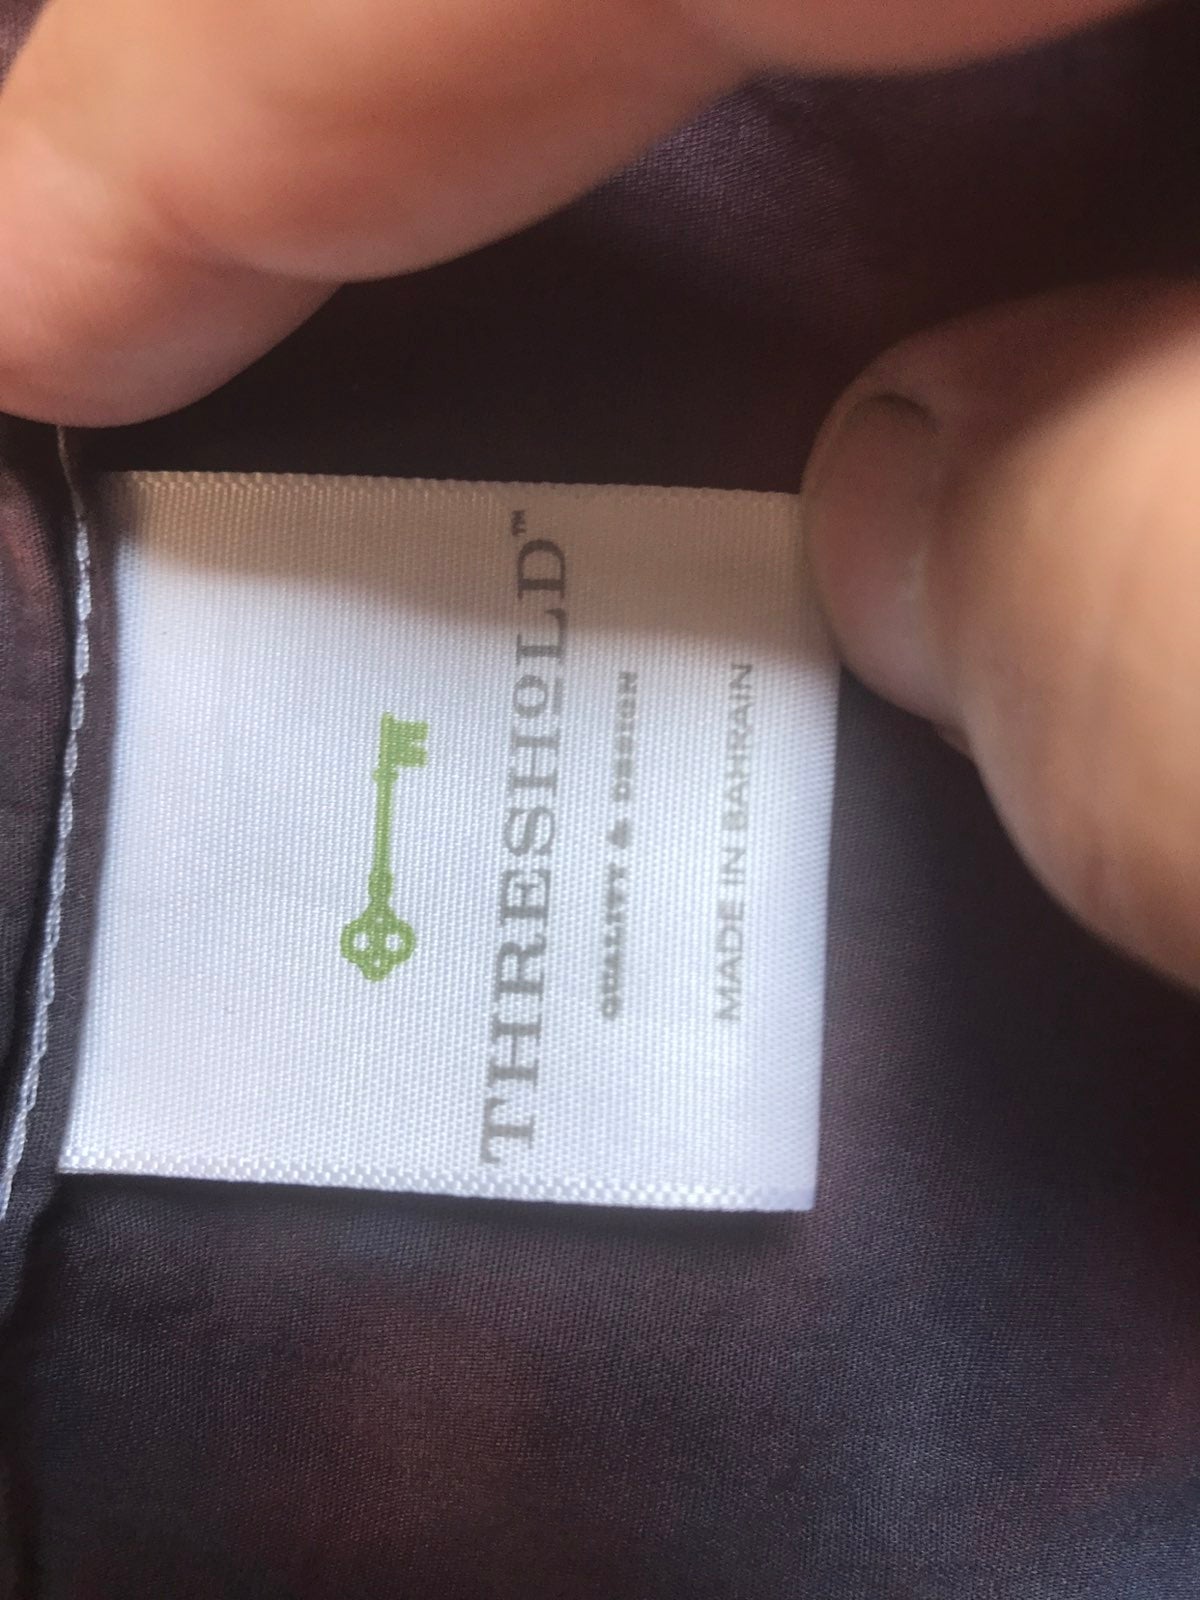 THRESHOLD™
QUALITY & DESIGN
MADE IN BAHRAIN